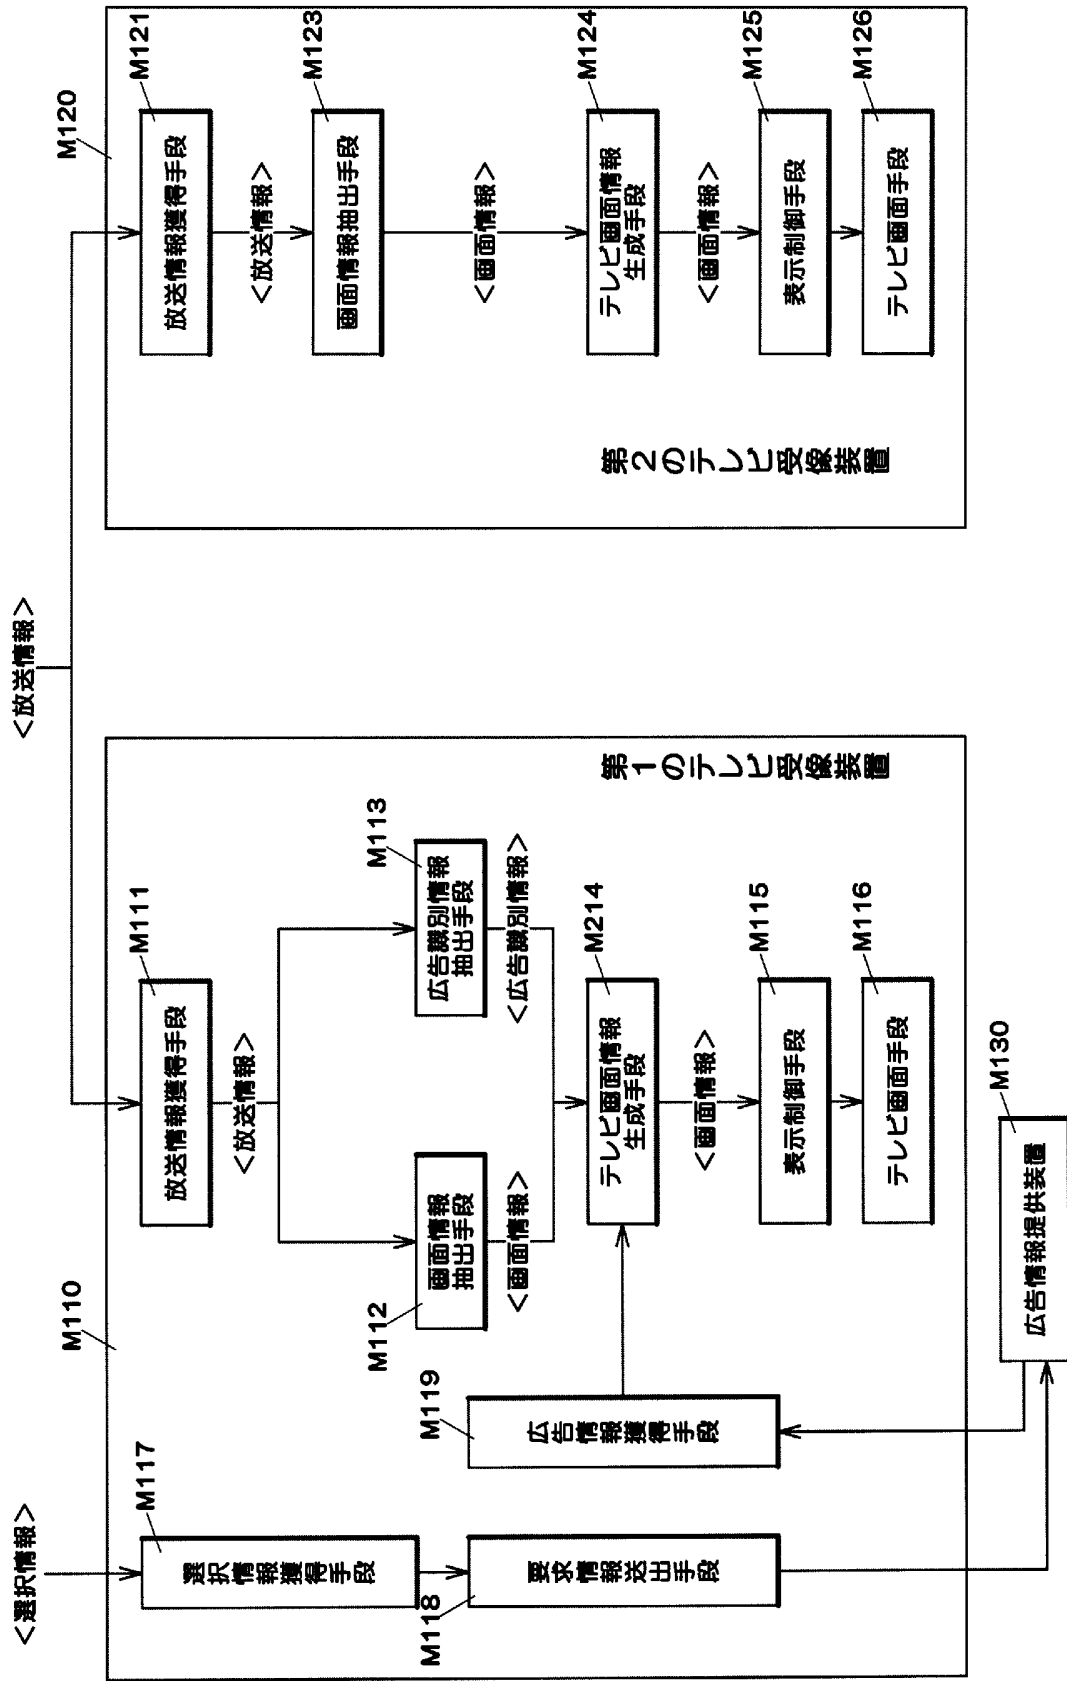 <選択情報>
<放送情報>
M110
M117
選択情報獲得手段
M118
要求情報送出手段
M119
広告情報獲得手段
M111
放送情報獲得手段
<放送情報>
M112
画面情報
抽出手段
<画面情報>
M113
広告識別情報
抽出手段
<広告識別情報>
M214
テレビ画面情報
生成手段
<画面情報>
M115
表示制御手段
M116
テレビ画面手段
第1のテレビ受像装置
M130
広告情報提供装置
M120
M121
放送情報獲得手段
<放送情報>
M123
画面情報抽出手段
<画面情報>
M124
テレビ画面情報
生成手段
<画面情報>
M125
表示制御手段
M126
テレビ画面手段
第2のテレビ受像装置